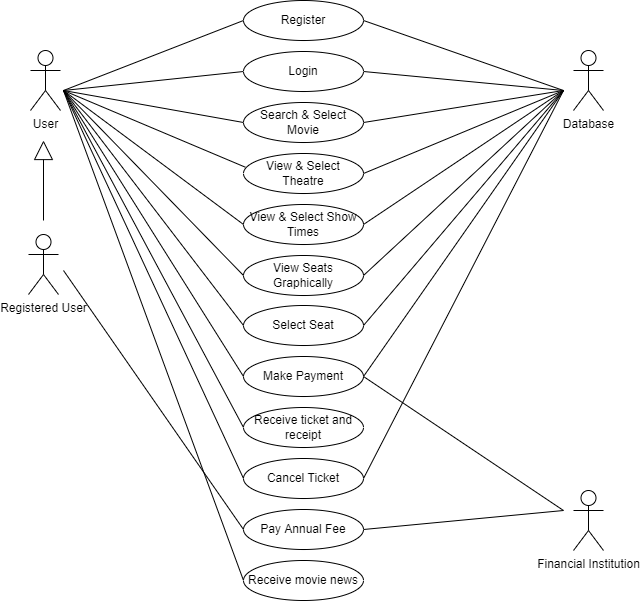 Register
Login
User
Database
Search & Select
Movie
View & Select
Theatre
View & Select Show
Times
View Seats
Graphically
Registered User
Select Seat
Make Payment
Receive ticket and
receipt
Cancel Ticket
Pay Annual Fee
Financial Institution
Receive movie news